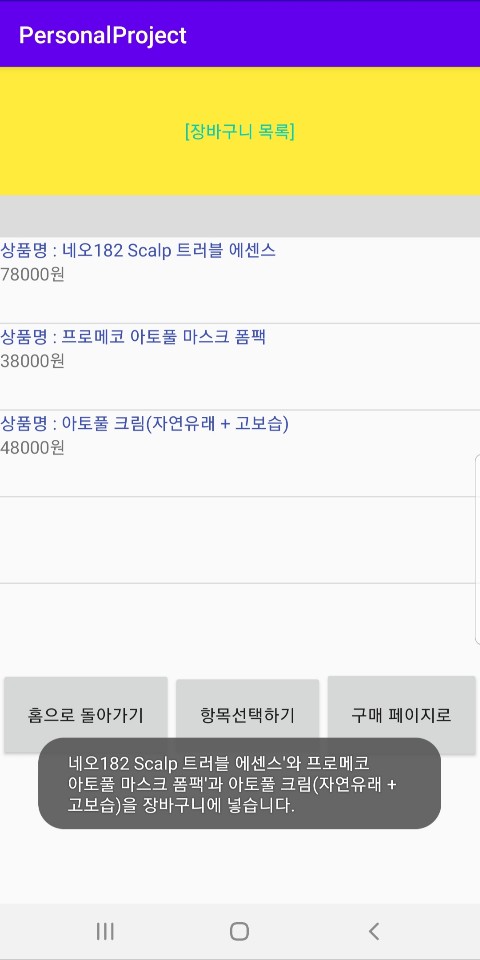 PersonalProject
[장바구니 목록]
상품명 : 네오182 Scalp 트러블 에센스
78000원
상품명 : 프로메코 아토풀 마스크 폼팩
38000원
상품명 : 아토풀 크림(자연유래 + 고보습)
48000원
홈으로 돌아가기
항목선택하기
구매 페이지로
네오182 Scalp 트러블 에센스'와 프로메코
아토풀 마스크 폼팩'과 아토풀 크림(자연유래 +
고보습)을 장바구니에 넣습니다.